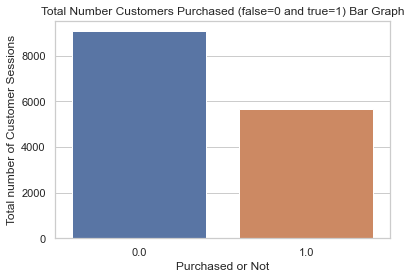 Total Number Customers Purchased (false=0 and true=1) Bar Graph
Total number of Customer Sessions
8000
6000
4000
2000
0
0.0
1.0
Purchased or Not